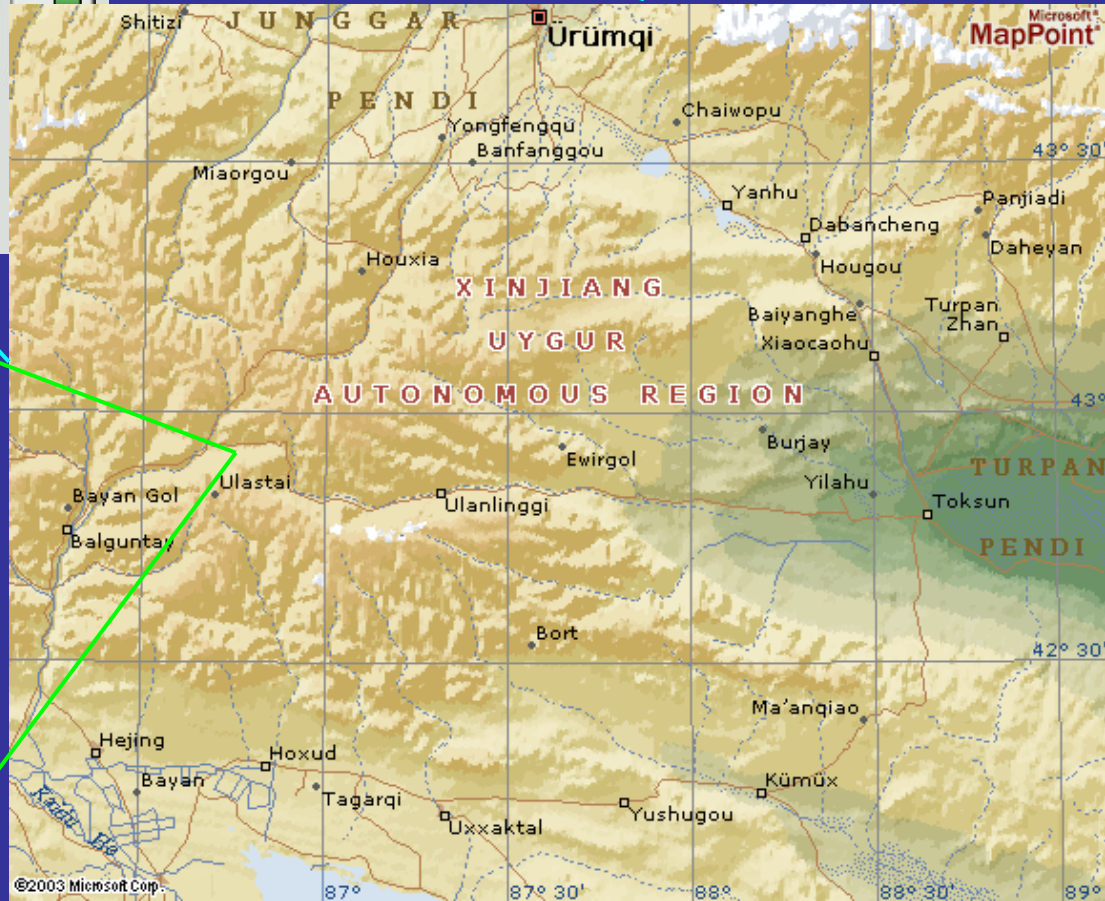 Shitizi
JUNGGAR
Ürümqi
Microsoft®
MapPoint®
PENDI
Chaiwopu
Yongfengqu
Banfanggou
43° 30'
Miaorgou
Yanhu
Panjiadi
Dabancheng
Daheyan
Houxia
Hougou
XINJIANG
Baiyanghe
Turpan
Zhan
UYGUR
Xiaocaohu
AUTONOMOUS REGION
43°
Burjay
Ewirgol
TURPAN
Ulastai
Yilahu
Bayan Gol
Ulanlinggi
Toksun
Balguntay
PENDI
Bort
42° 30'
Ma'anqiao
Hejing
Hoxud
Bayan
Kümüx
Tagarqi
Kaidu He
Yushugou
Uxxaktal
©2003 Microsoft Corp.
87°
87° 30'
88°
88° 30'
89°